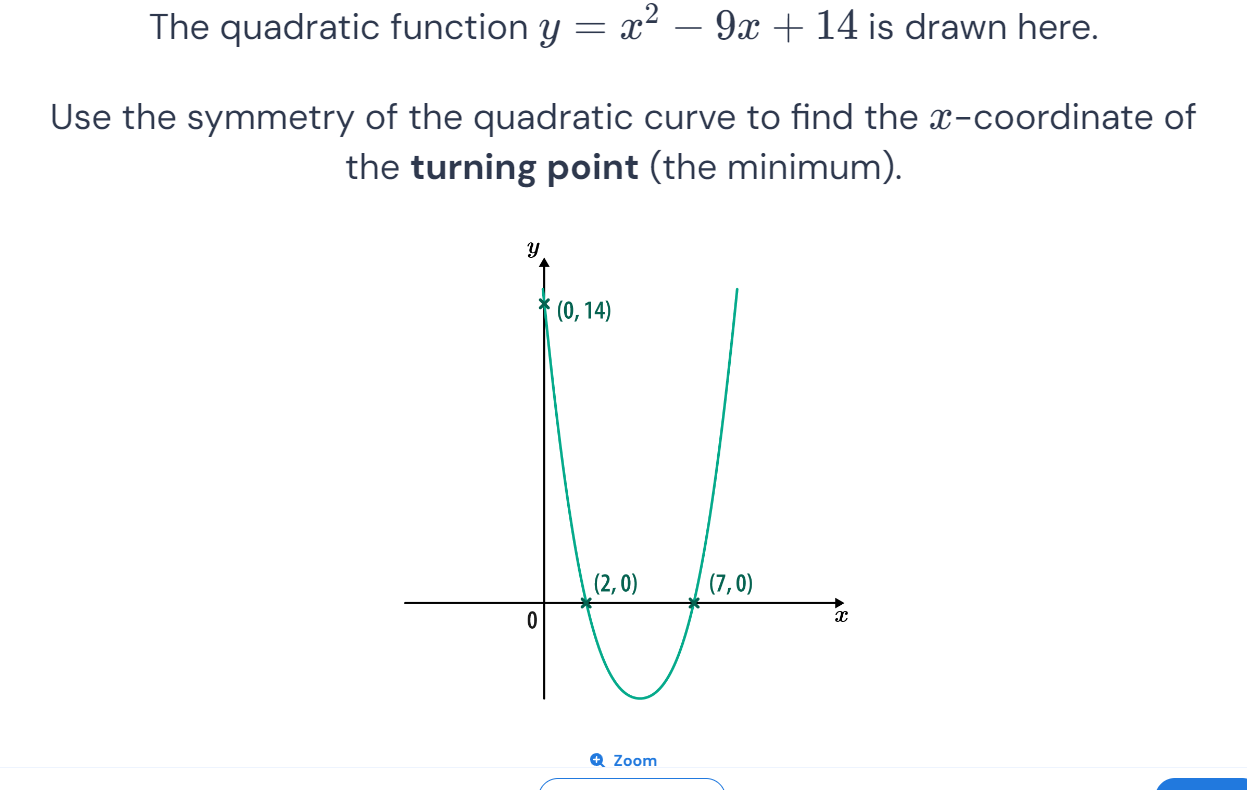 The quadratic function y = x² − 9x + 14 is drawn here.
Use the symmetry of the quadratic curve to find the x-coordinate of
the turning point (the minimum).
y
(0, 14)
(2, 0)
(7, 0)
0
x
Zoom